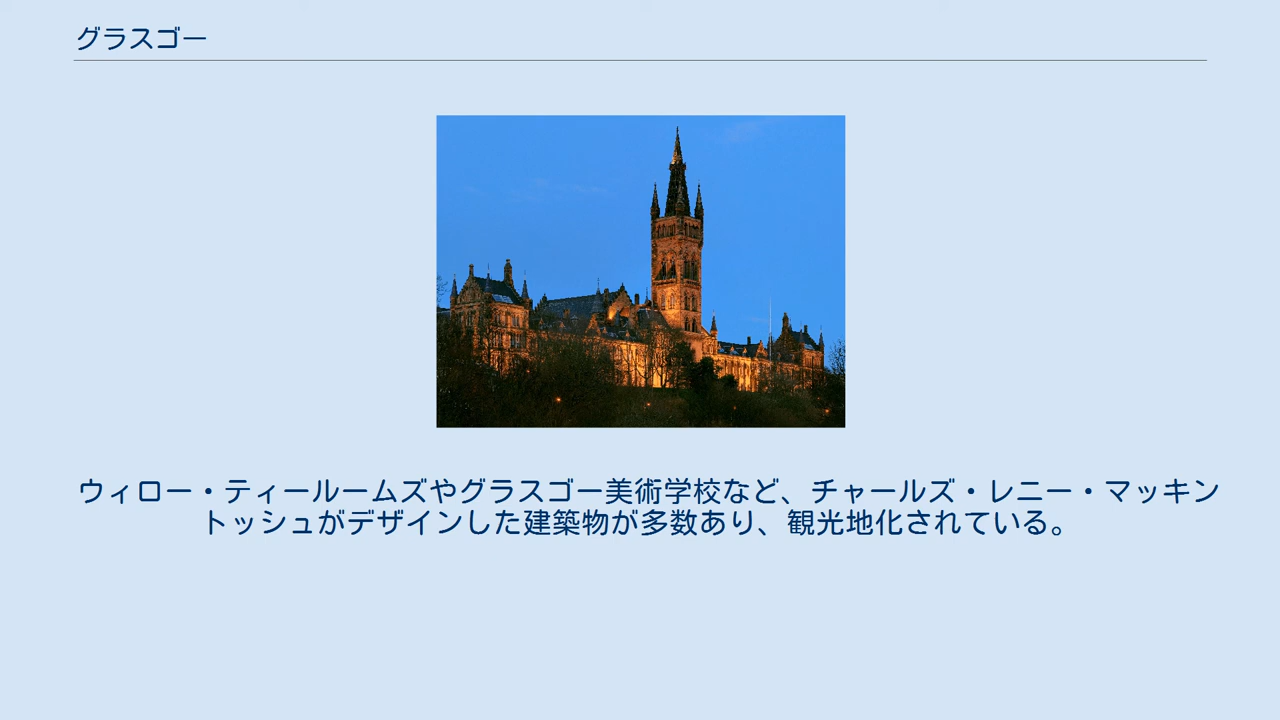 グラスゴー
ウィロー・ティールームズやグラスゴー美術学校など、チャールズ・レニー・マッキン
トッシュがデザインした建築物が多数あり、観光地化されている。